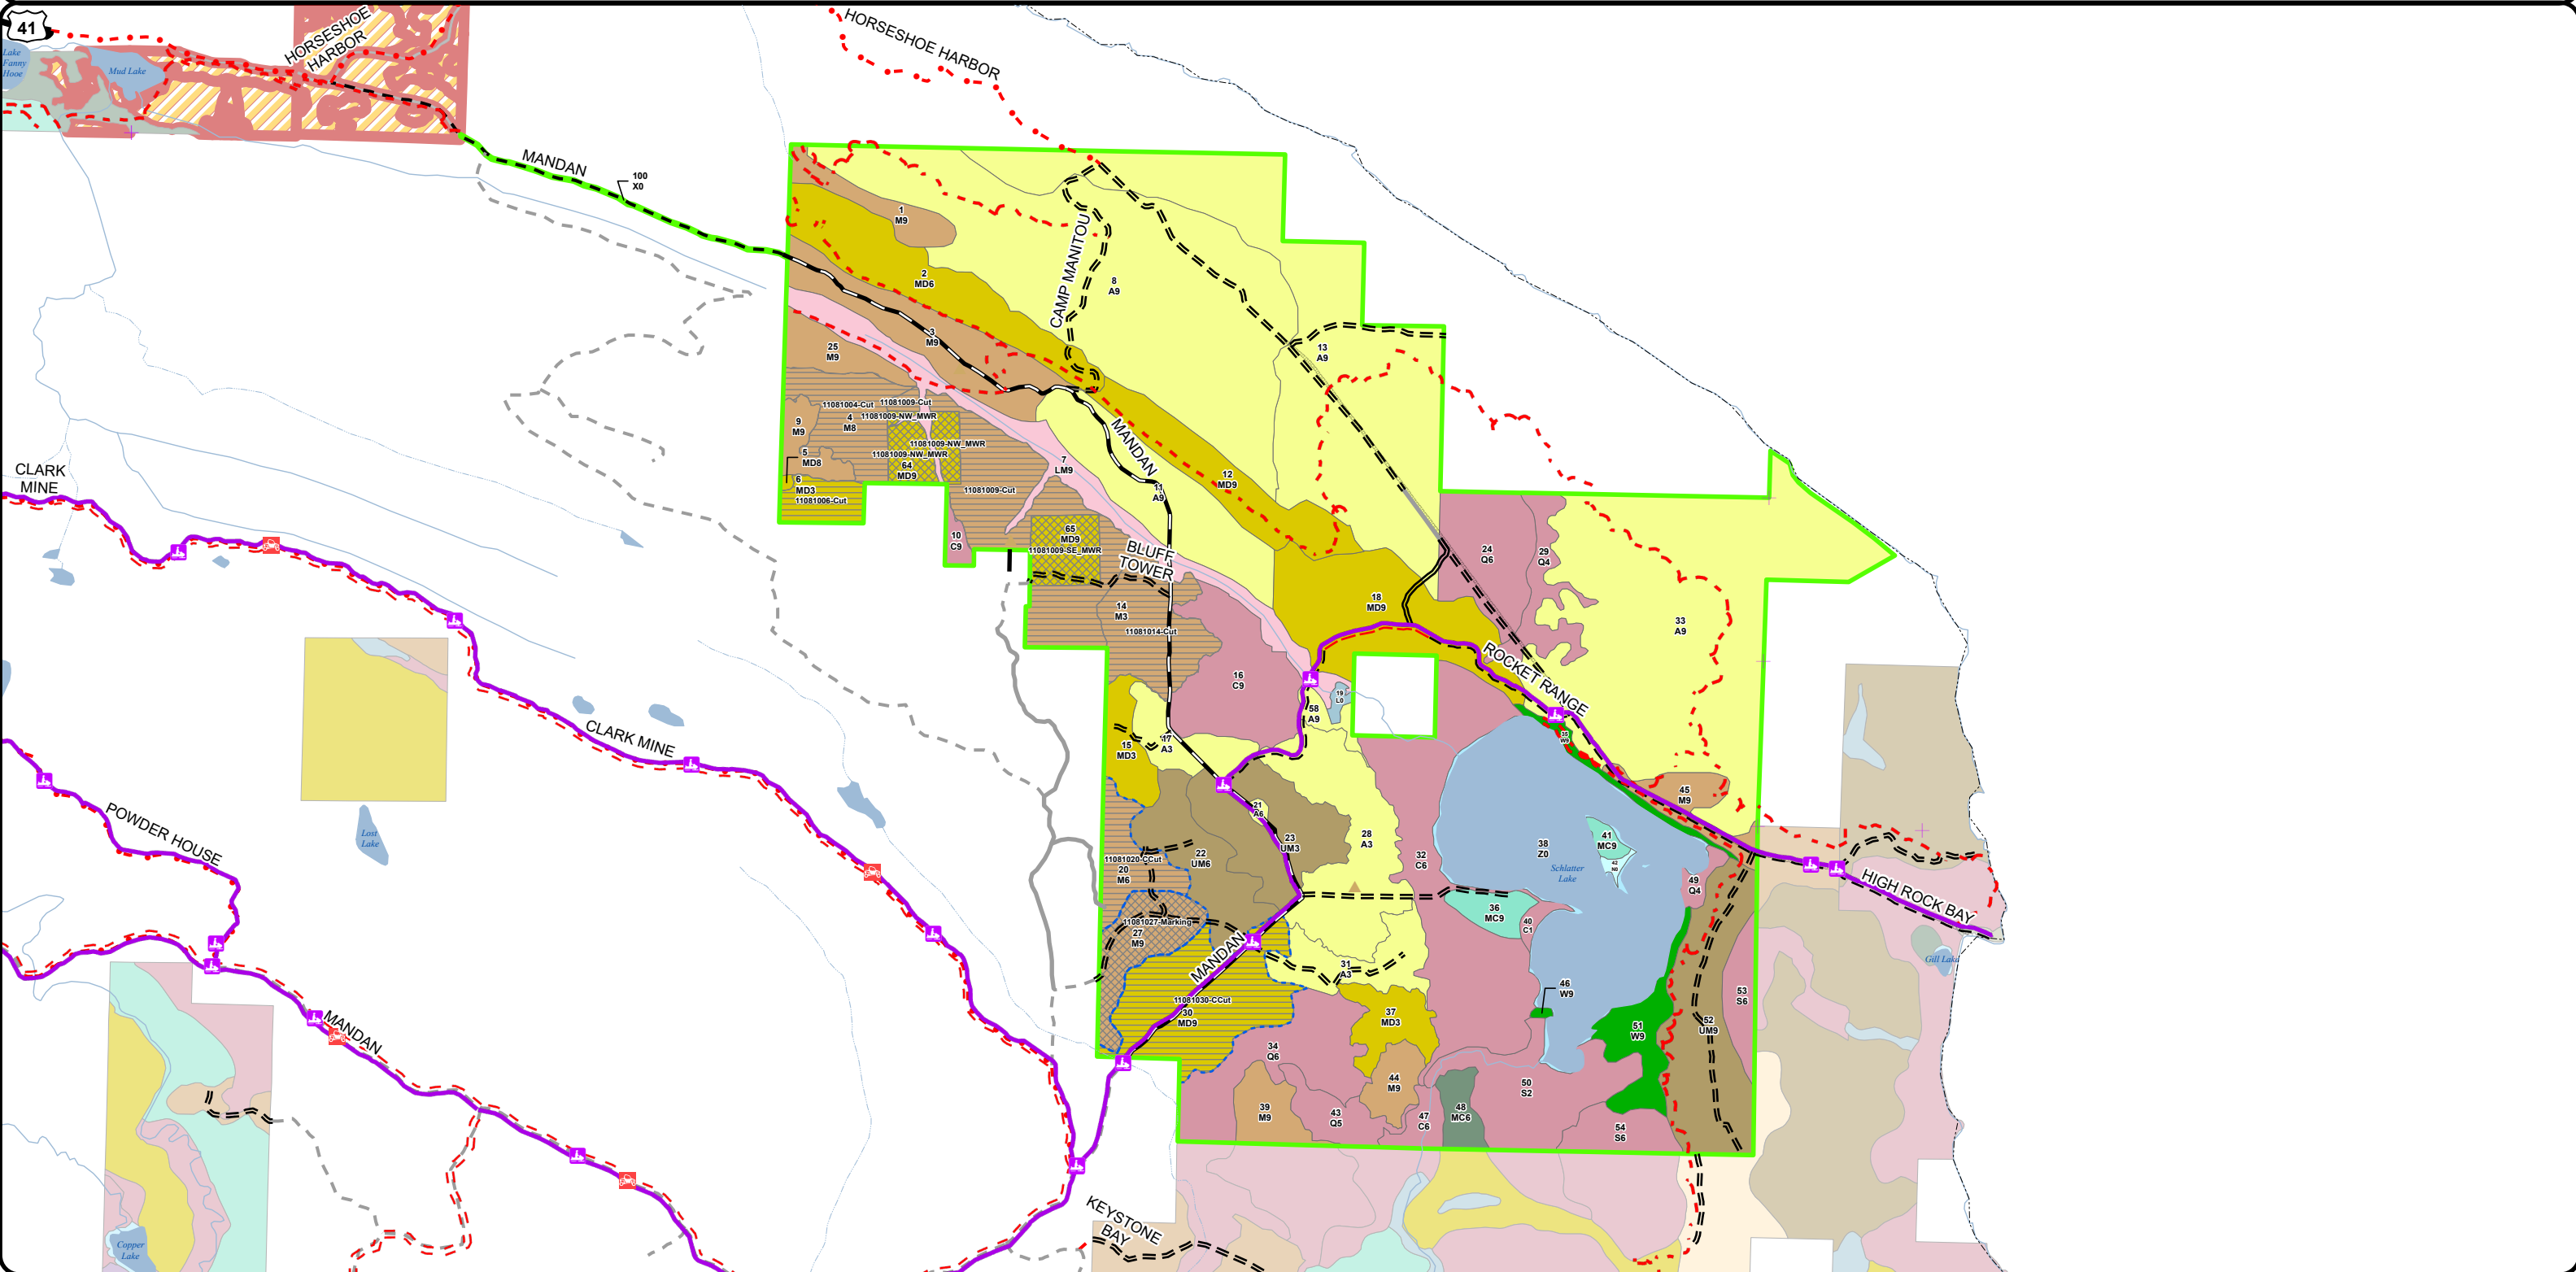 41
HORSESHOE
HARBOR
HORSESHOE HARBOR
Lake
Fanny
Hooe
Mud Lake
MANDAN
100
X0
1
M9
2
MD6
CAMP MANITOU
8
A9
3
M9
25
M9
13
A9
11081004-Cut
11081009-Cut
4
M8
11081009-NW_MWR
9
M9
11081009-NW_MWR
11081009-NW_MWR
5
MD8
64
MD9
7
LM9
MANDAN
6
MD3
11081006-Cut
11081009-Cut
11
A9
12
MD9
CLARK
MINE
10
C9
65
MD9
11081009-SE_MWR
BLUFF
TOWER
24
Q6
29
Q4
14
M3
11081014-Cut
18
MD9
33
A9
16
C9
ROCKET RANGE
19
L0
58
A9
35
W9
CLARK MINE
17
A3
15
MD3
45
M9
POWDER HOUSE
Lost
Lake
21
A6
23
UM3
28
A3
22
UM6
32
C6
38
Z0
41
MC9
42
N0
Schlatter
Lake
11081020-CCut
20
M6
49
Q4
HIGH ROCK BAY
36
MC9
40
C1
11081027-Marking
27
M9
MANDAN
31
A3
Gill Lake
46
W9
53
S6
11081030-CCut
30
MD9
37
MD3
51
W9
52
UM9
MANDAN
34
Q6
44
M9
50
S2
39
M9
43
Q5
47
C6
48
MC6
54
S6
KEYSTONE
BAY
Copper
Lake